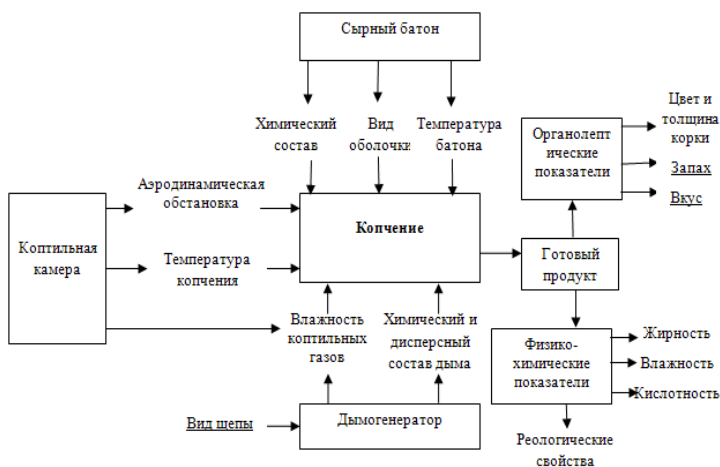 Сырный батон
Химический
состав
Вид
оболочки
Температура
батона
Цвет и
толщина
корки
Органолепт
ические
показатели
Запах
Вкус
Аэродинамическая
обстановка
Коптильная
камера
Копчение
Температура
копчения
Готовый
продукт
Влажность
коптильных
газов
Химический и
дисперсный
состав дыма
Физико-
химические
показатели
Жирность
Влажность
Кислотность
Вид щепы
Дымогенератор
Реологические
свойства